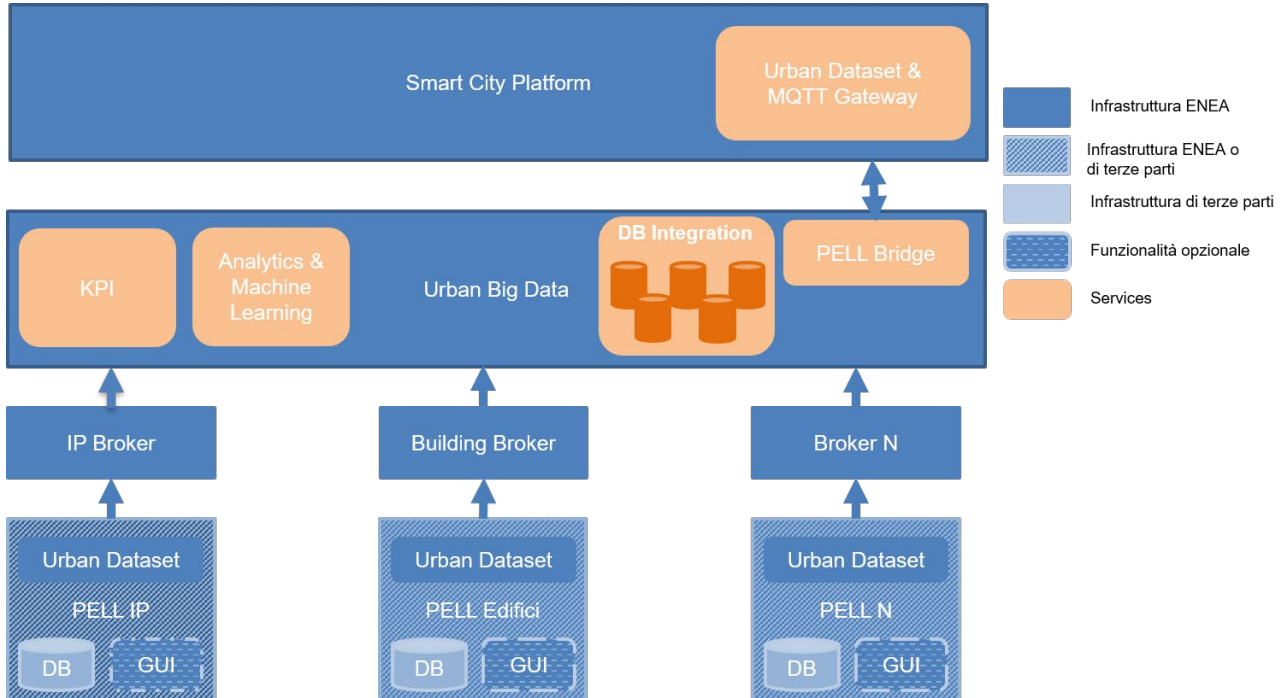 Smart City Platform
Urban Dataset &
MQTT Gateway
KPI
Analytics &
Machine
Learning
Urban Big Data
DB Integration
PELL Bridge
IP Broker
Building Broker
Broker N
Urban Dataset
PELL IP
DB
GUI
Urban Dataset
PELL Edifici
DB
GUI
Urban Dataset
PELL N
DB
GUI
Infrastruttura ENEA
Infrastruttura ENEA o
di terze parti
Infrastruttura di terze parti
Funzionalità opzionale
Services